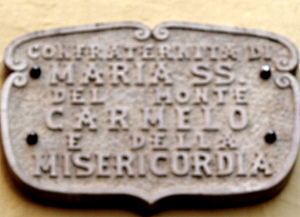 CONFRATERNITA DI
MARIA SS.
DEL MONTE
CARMELO
E DELLA
MISERICORDIA